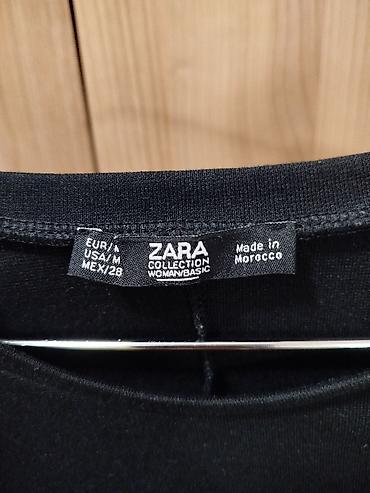 EUR/M
USA/M
MEX/28
ZARA
COLLECTION
WOMAN/BASIC
Made in
Morocco